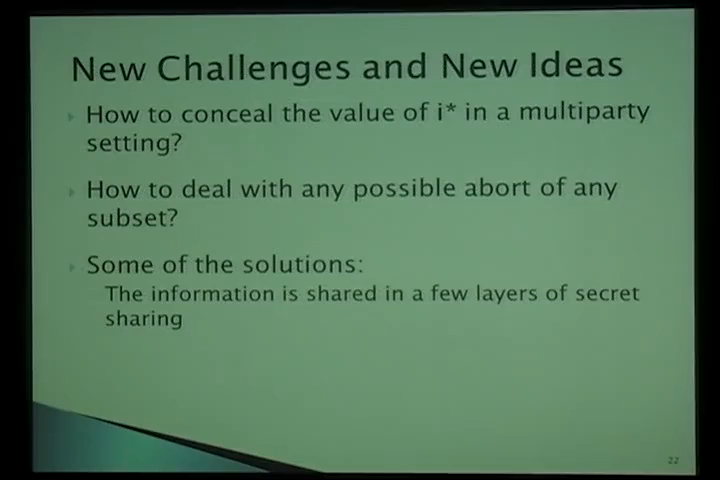 New Challenges and New Ideas
How to conceal the value of i* in a multiparty
setting?
How to deal with any possible abort of any
subset?
Some of the solutions:
The information is shared in a few layers of secret
sharing
22